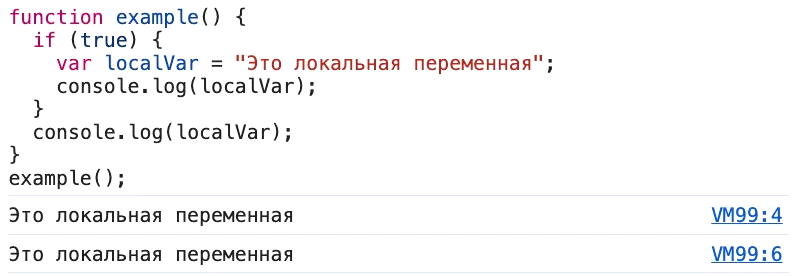 function example() {
  if (true) {
    var localVar = "Это локальная переменная";
    console.log(localVar);
  }
  console.log(localVar);
}
example();
Это локальная переменная VM99:4
Это локальная переменная VM99:6